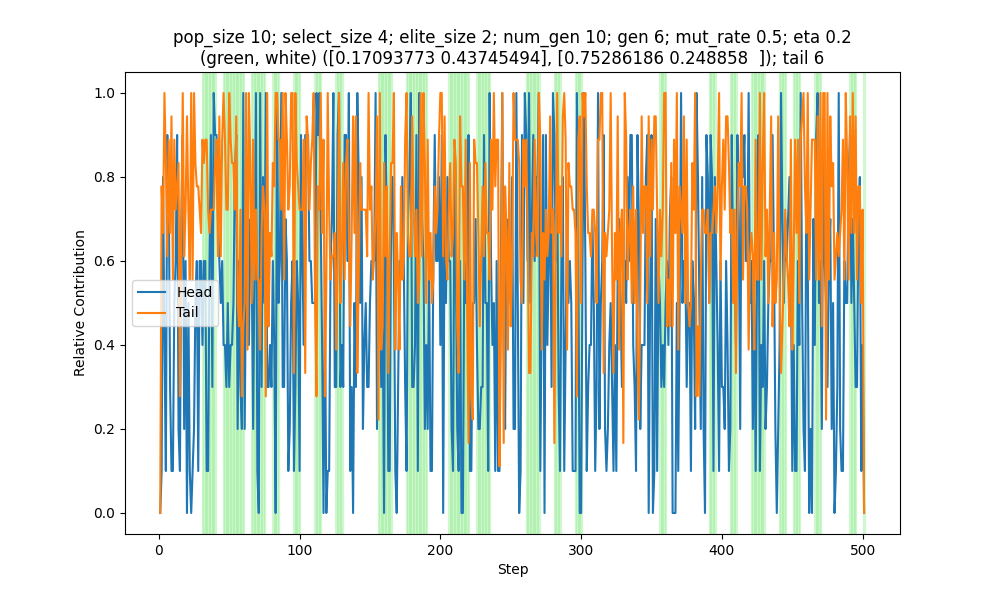 pop_size 10; select_size 4; elite_size 2; num_gen 10; gen 6; mut_rate 0.5; eta 0.2
(green, white) ([0.17093773 0.43745494], [0.75286186 0.248858  ]); tail 6
1.0
0.8
0.6
0.4
0.2
0.0
Relative Contribution
Head
Tail
0
100
200
300
400
500
Step